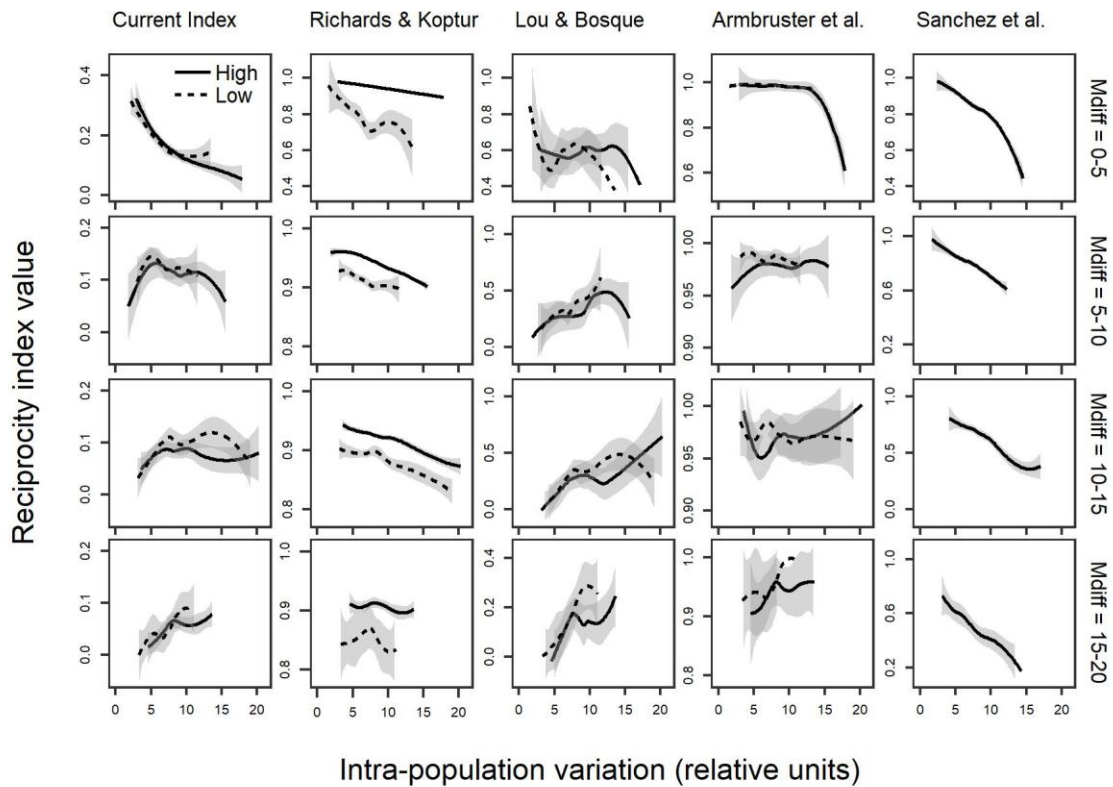 Current Index Richards & Koptur Lou & Bosque Armbruster et al. Sanchez et al.
High
Low
0.0 0.2 0.4
0.4 0.6 0.8 1.0
0.4 0.6 0.8 1.0
0.6 0.8 1.0
0.4 0.6 0.8 1.0
Mdiff = 0-5
0.0 0.1 0.2
0.8 0.9 1.0
0.0 0.5 1.0
0.90 0.95 1.00
0.2 0.6 1.0
Mdiff = 5-10
0.0 0.1 0.2
0.8 0.9 1.0
0.0 0.5 1.0
0.90 0.95 1.00
0.0 0.5 1.0
Mdiff = 10-15
0.0 0.1 0.2
0.8 0.9 1.0
0.0 0.2 0.4
0.8 0.9 1.0
0.2 0.6 1.0
Mdiff = 15-20
Reciprocity index value
0 5 10 15 20 0 5 10 15 20 0 5 10 15 20 0 5 10 15 20 0 5 10 15 20
Intra-population variation (relative units)